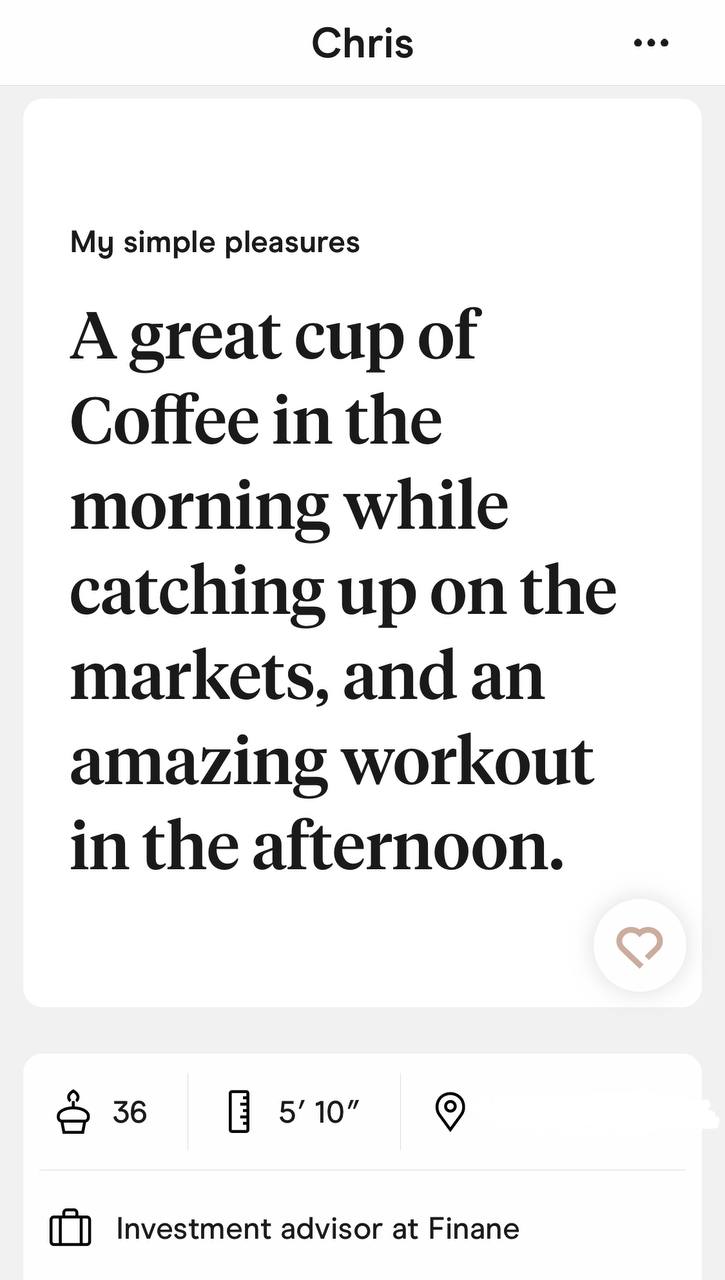 Chris
My simple pleasures
A great cup of
Coffee in the
morning while
catching up on the
markets, and an
amazing workout
in the afternoon.
36
5′ 10″
Investment advisor at Finane